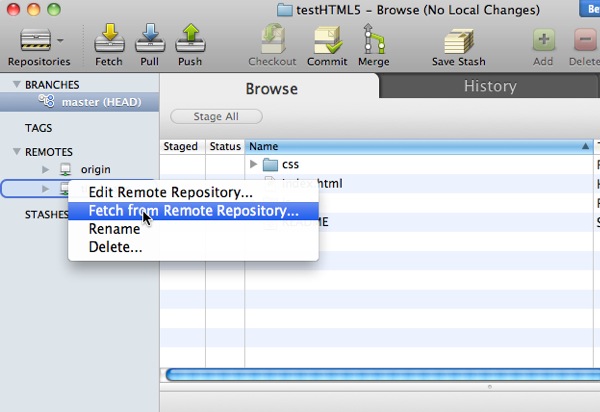 testHTML5 – Browse (No Local Changes)
Be
Repositories
Fetch
Pull
Push
Checkout
Commit
Merge
Save Stash
Add
Delete
BRANCHES
master (HEAD)
TAGS
REMOTES
origin
STASHES
Browse
History
Stage All
Staged
Status
Name
css
index.html
Edit Remote Repository...
Fetch from Remote Repository...
Rename
Delete...